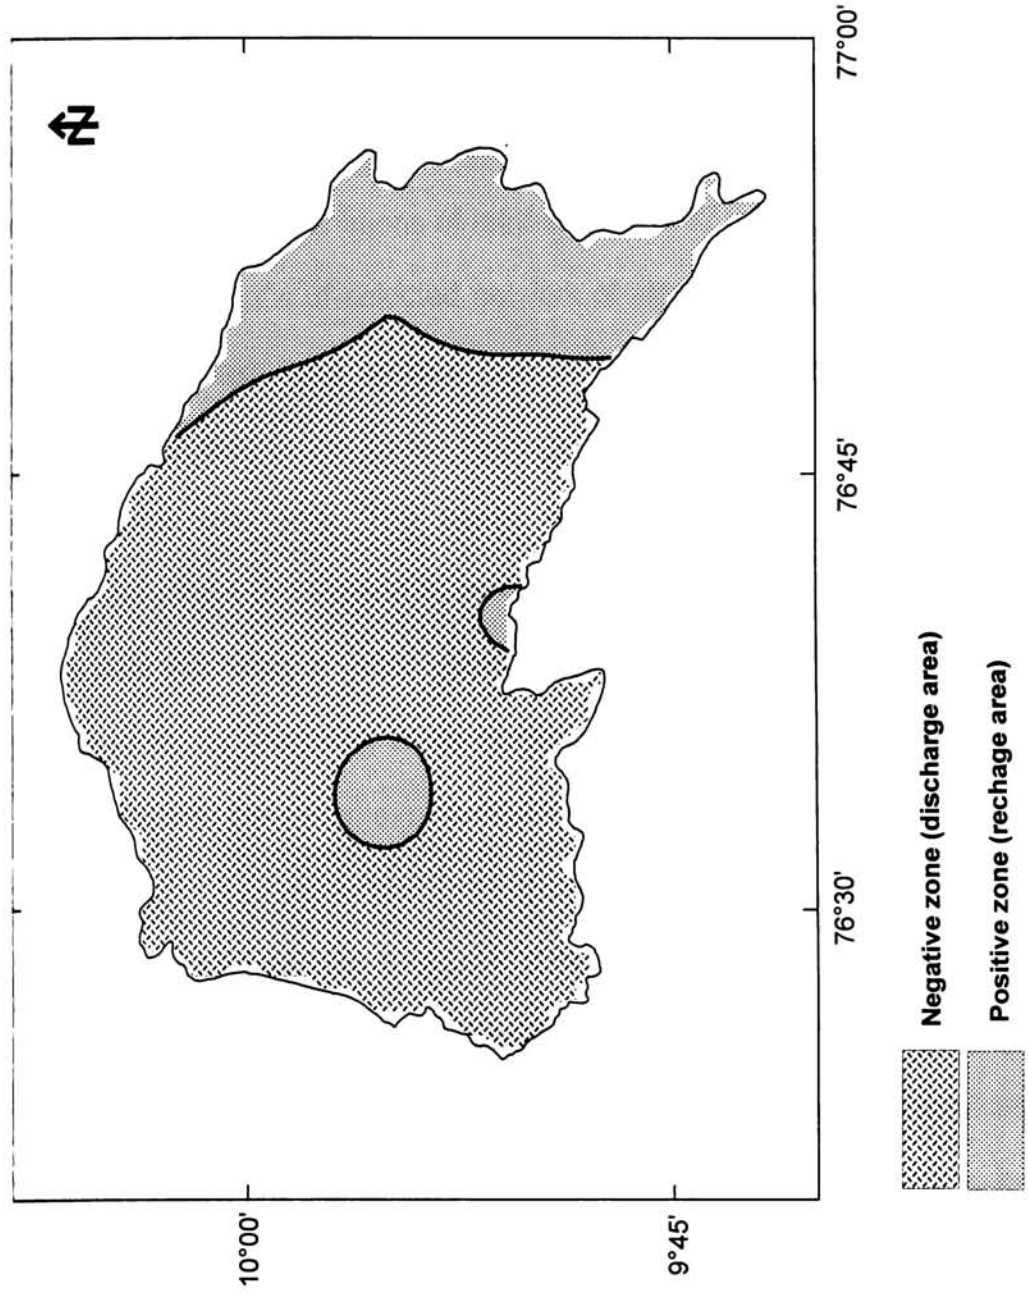 N
10°00'
9°45'
76°30'
76°45'
77°00'
Negative zone (discharge area)
Positive zone (rechage area)